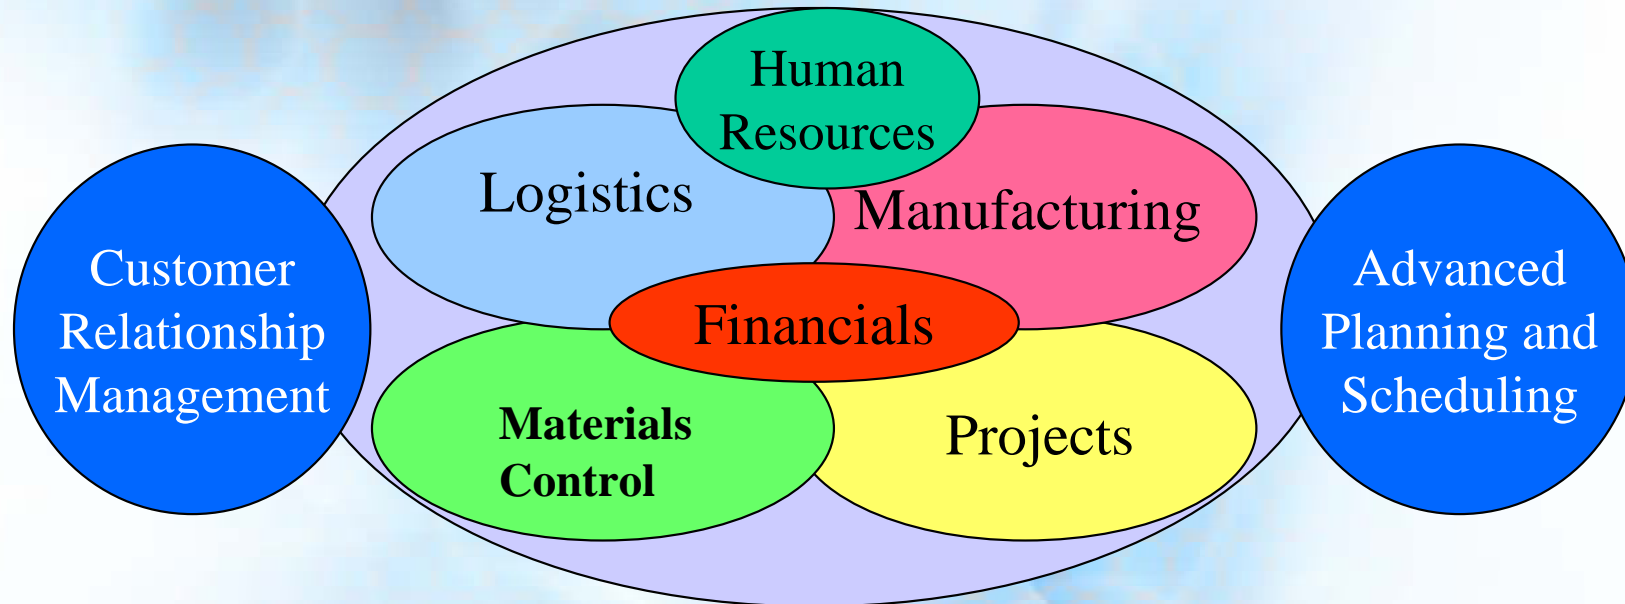 Human
Resources
Logistics
Manufacturing
Customer
Relationship
Management
Financials
Advanced
Planning and
Scheduling
Materials
Control
Projects